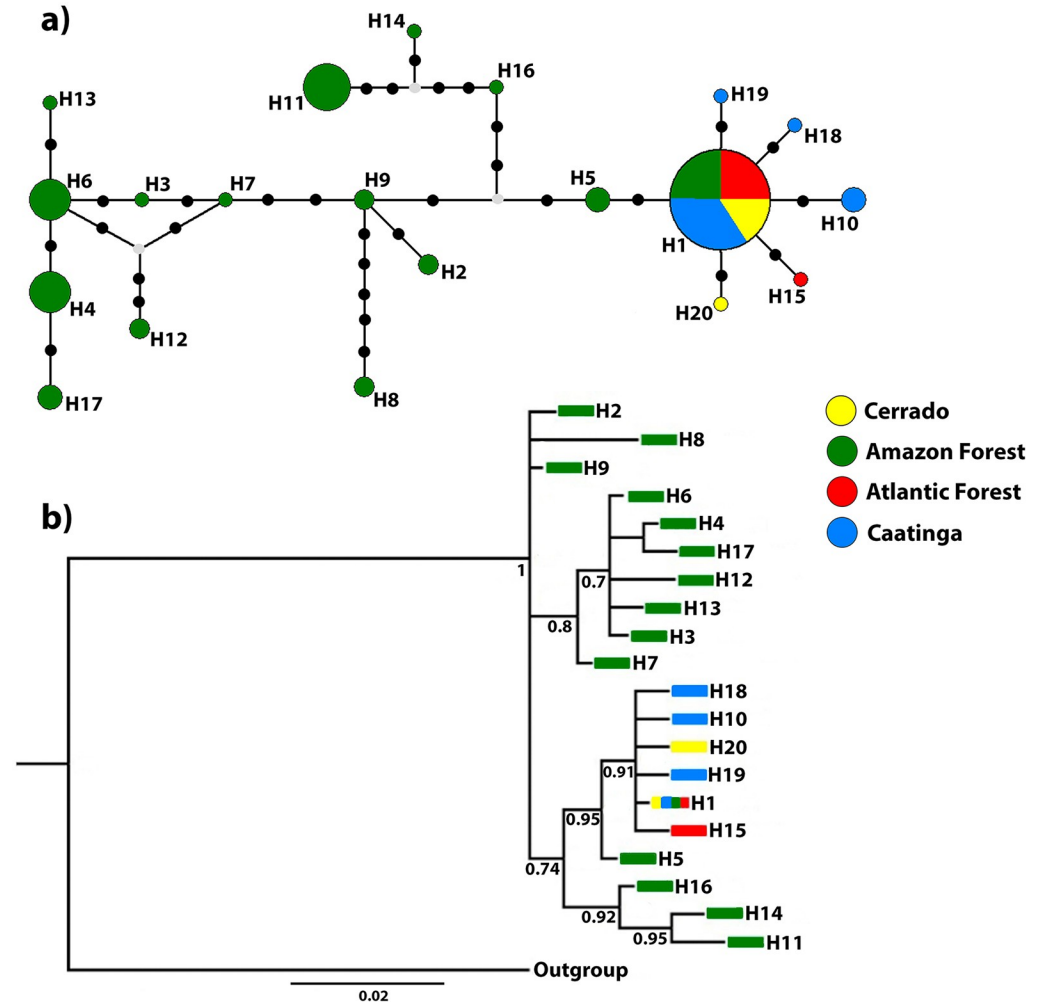 a)
H14
H16
H11
H13
H19
H18
H6
H3
H7
H9
H5
H10
H1
H2
H15
H4
H20
H12
H17
H8
Cerrado
Amazon Forest
Atlantic Forest
Caatinga
b)
H2
H8
H9
H6
H4
H17
1
0.7
H12
H13
0.8
H3
H7
H18
H10
H20
0.91
H19
H1
0.95
H15
H5
0.74
H16
0.92
H14
0.95
H11
Outgroup
0.02